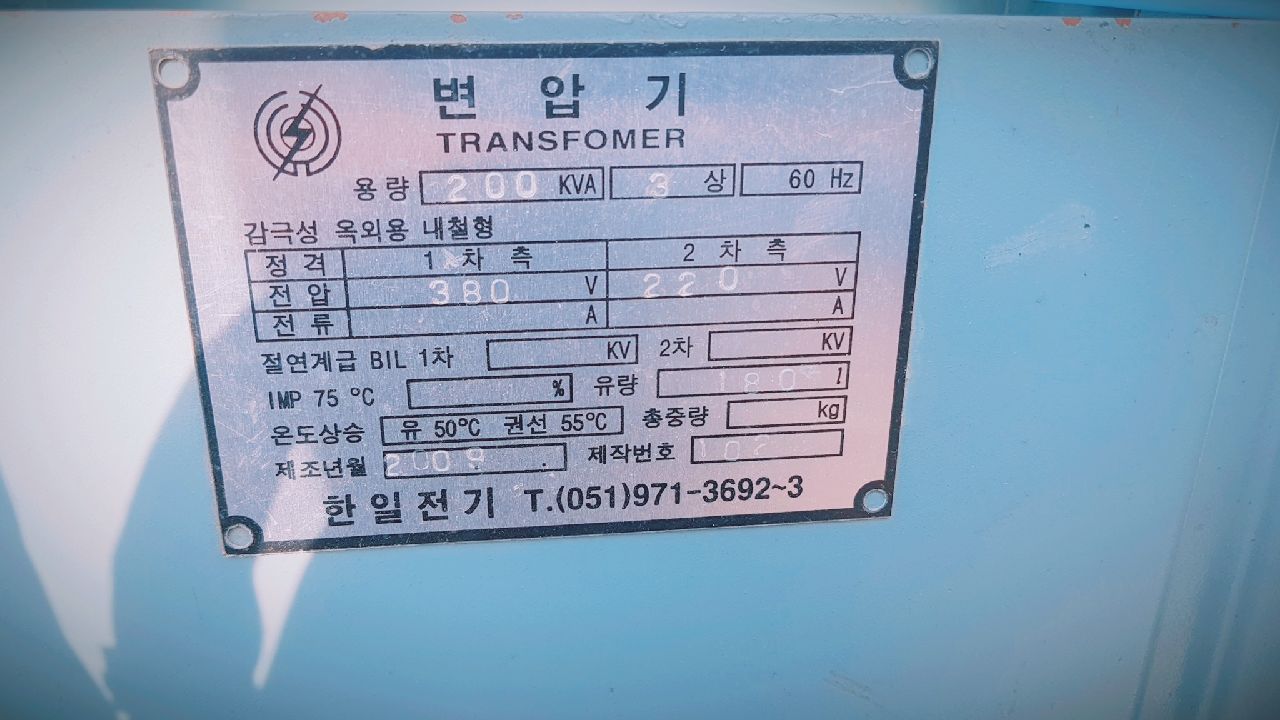 변 압 기
TRANSFOMER
용량 200 KVA 3 상 60 Hz
감극성 옥외용 내철형
정 격 1 차 측 2 차 측
전 압 380 V 220 V
전 류 A A
절연계급 BIL 1차 KV 2차 KV
IMP 75 ℃ % 유량 180 l
온도상승 유 50℃ 권선 55℃ 총중량 kg
제조년월 2009 . 제작번호 102
한일전기 T.(051)971-3692~3